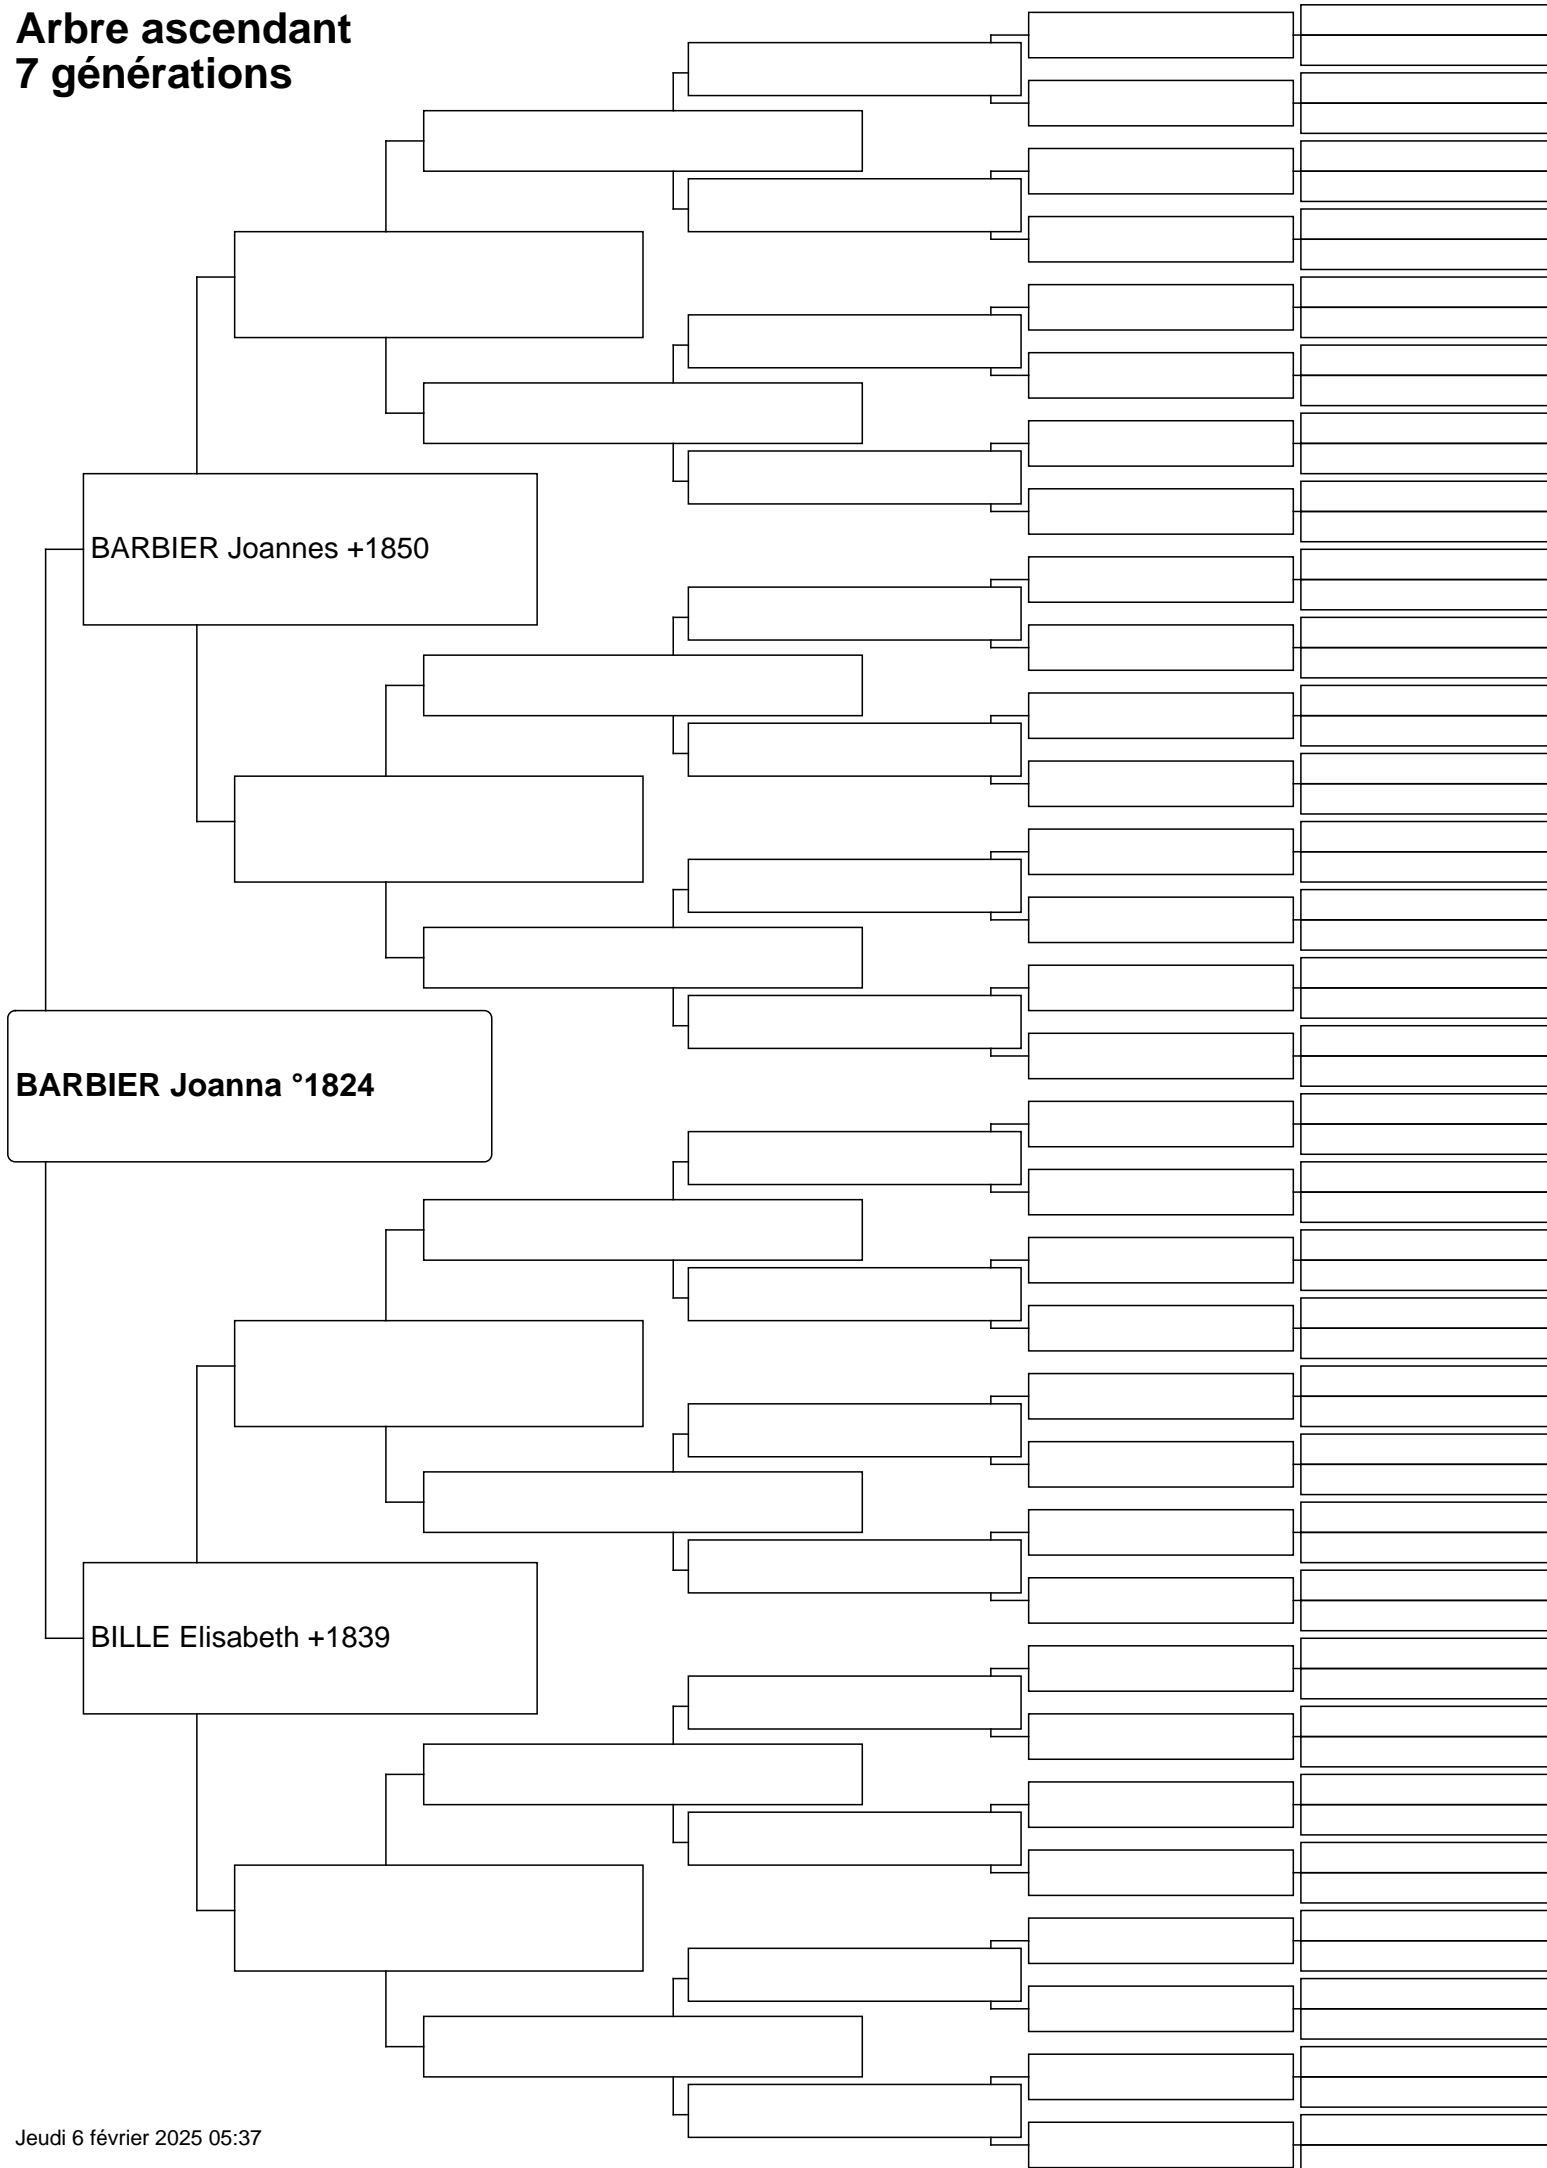 Arbre ascendant
7 générations
BARBIER Joannes +1850
BARBIER Joanna °1824
BILLE Elisabeth +1839
Jeudi 6 février 2025 05:37